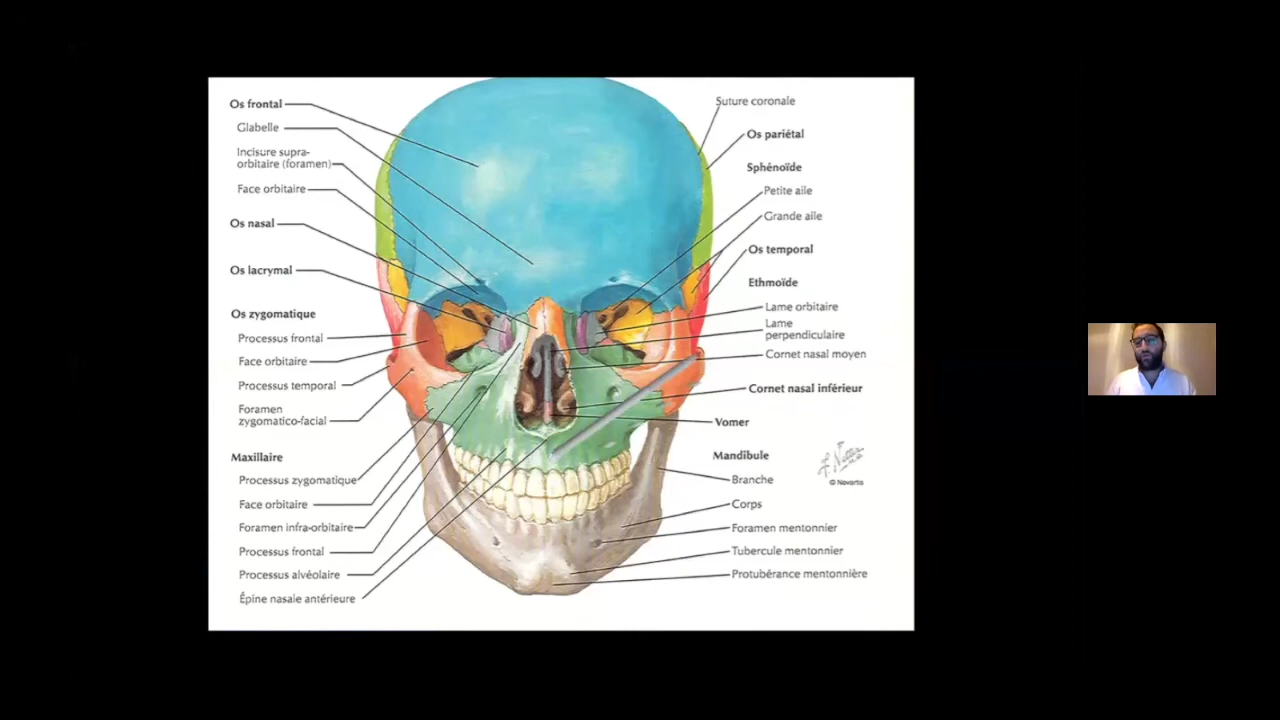 Os frontal
Glabelle
Incisure supra-
orbitaire (foramen)
Face orbitaire
Os nasal
Os lacrymal
Os zygomatique
Processus frontal
Face orbitaire
Processus temporal
Foramen
zygomatico-facial
Maxillaire
Processus zygomatique
Face orbitaire
Foramen infra-orbitaire
Processus frontal
Processus alvéolaire
Épine nasale antérieure
Suture coronale
Os pariétal
Sphénoïde
Petite aile
Grande aile
Os temporal
Ethmoïde
Lame orbitaire
Lame
perpendiculaire
Cornet nasal moyen
Cornet nasal inférieur
Vomer
Mandibule
Branche
Corps
Foramen mentonnier
Tubercule mentonnier
Protubérance mentonnière
F. Netter
M.D.
© Novartis